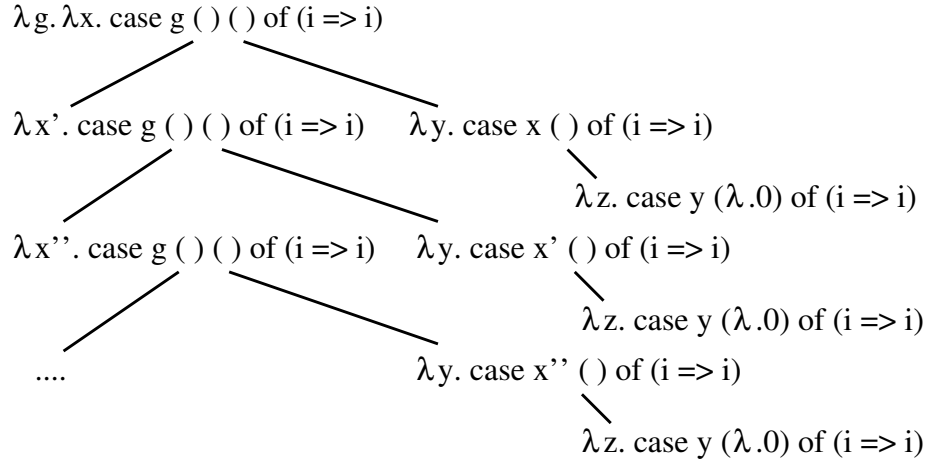 λg. λx. case g ( ) ( ) of (i => i)
λx'. case g ( ) ( ) of (i => i) λy. case x ( ) of (i => i)
λz. case y (λ.0) of (i => i)
λx''. case g ( ) ( ) of (i => i) λy. case x' ( ) of (i => i)
λz. case y (λ.0) of (i => i)
.... λy. case x'' ( ) of (i => i)
λz. case y (λ.0) of (i => i)